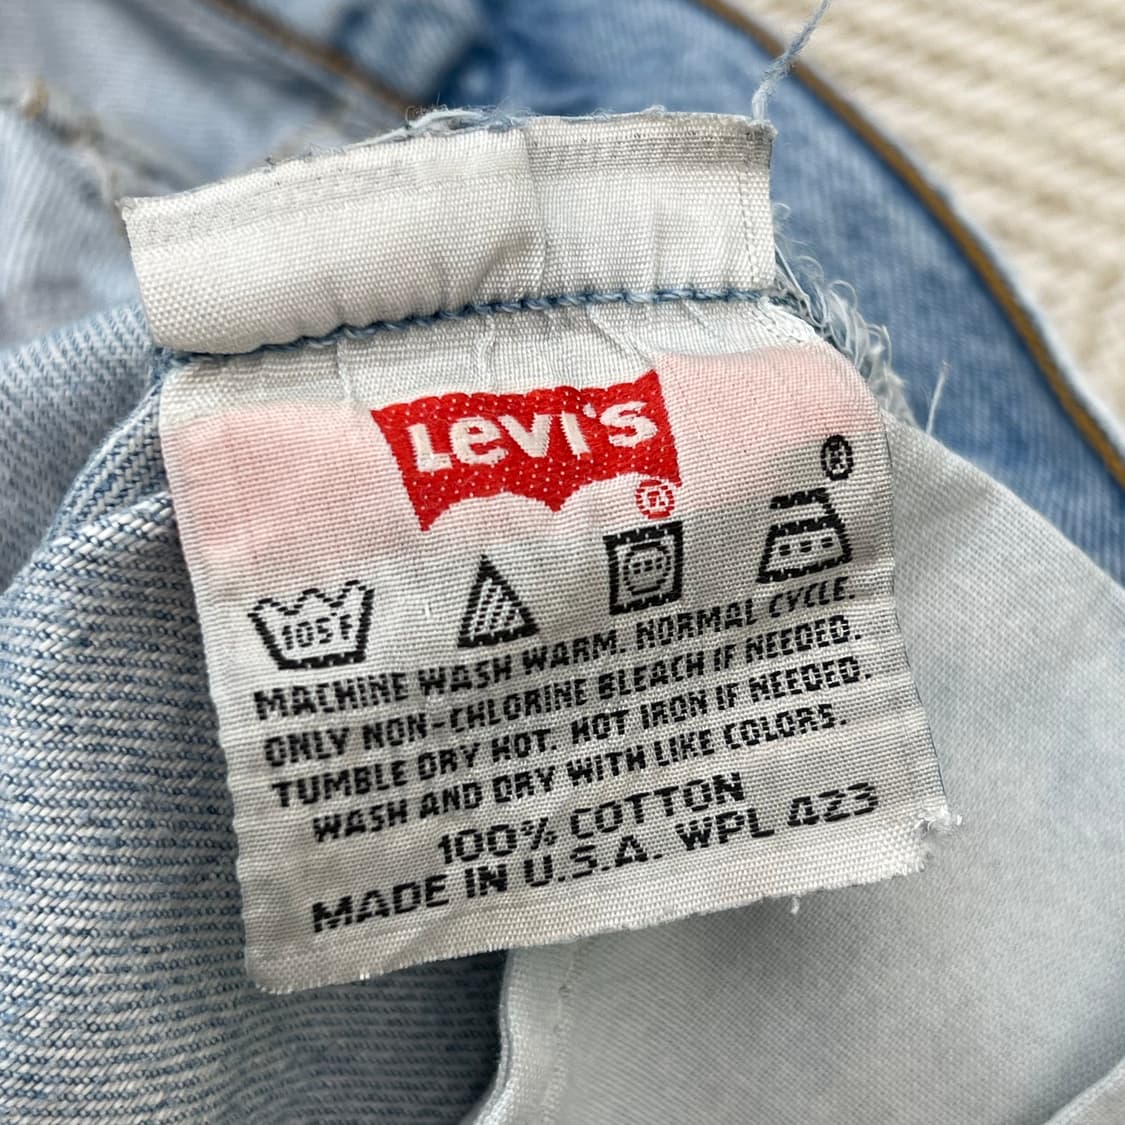 Levi's
®
®
105°F
MACHINE WASH WARM. NORMAL CYCLE.
ONLY NON-CHLORINE BLEACH IF NEEDED.
TUMBLE DRY HOT. HOT IRON IF NEEDED.
WASH AND DRY WITH LIKE COLORS.
100% COTTON
MADE IN U.S.A. WPL 423